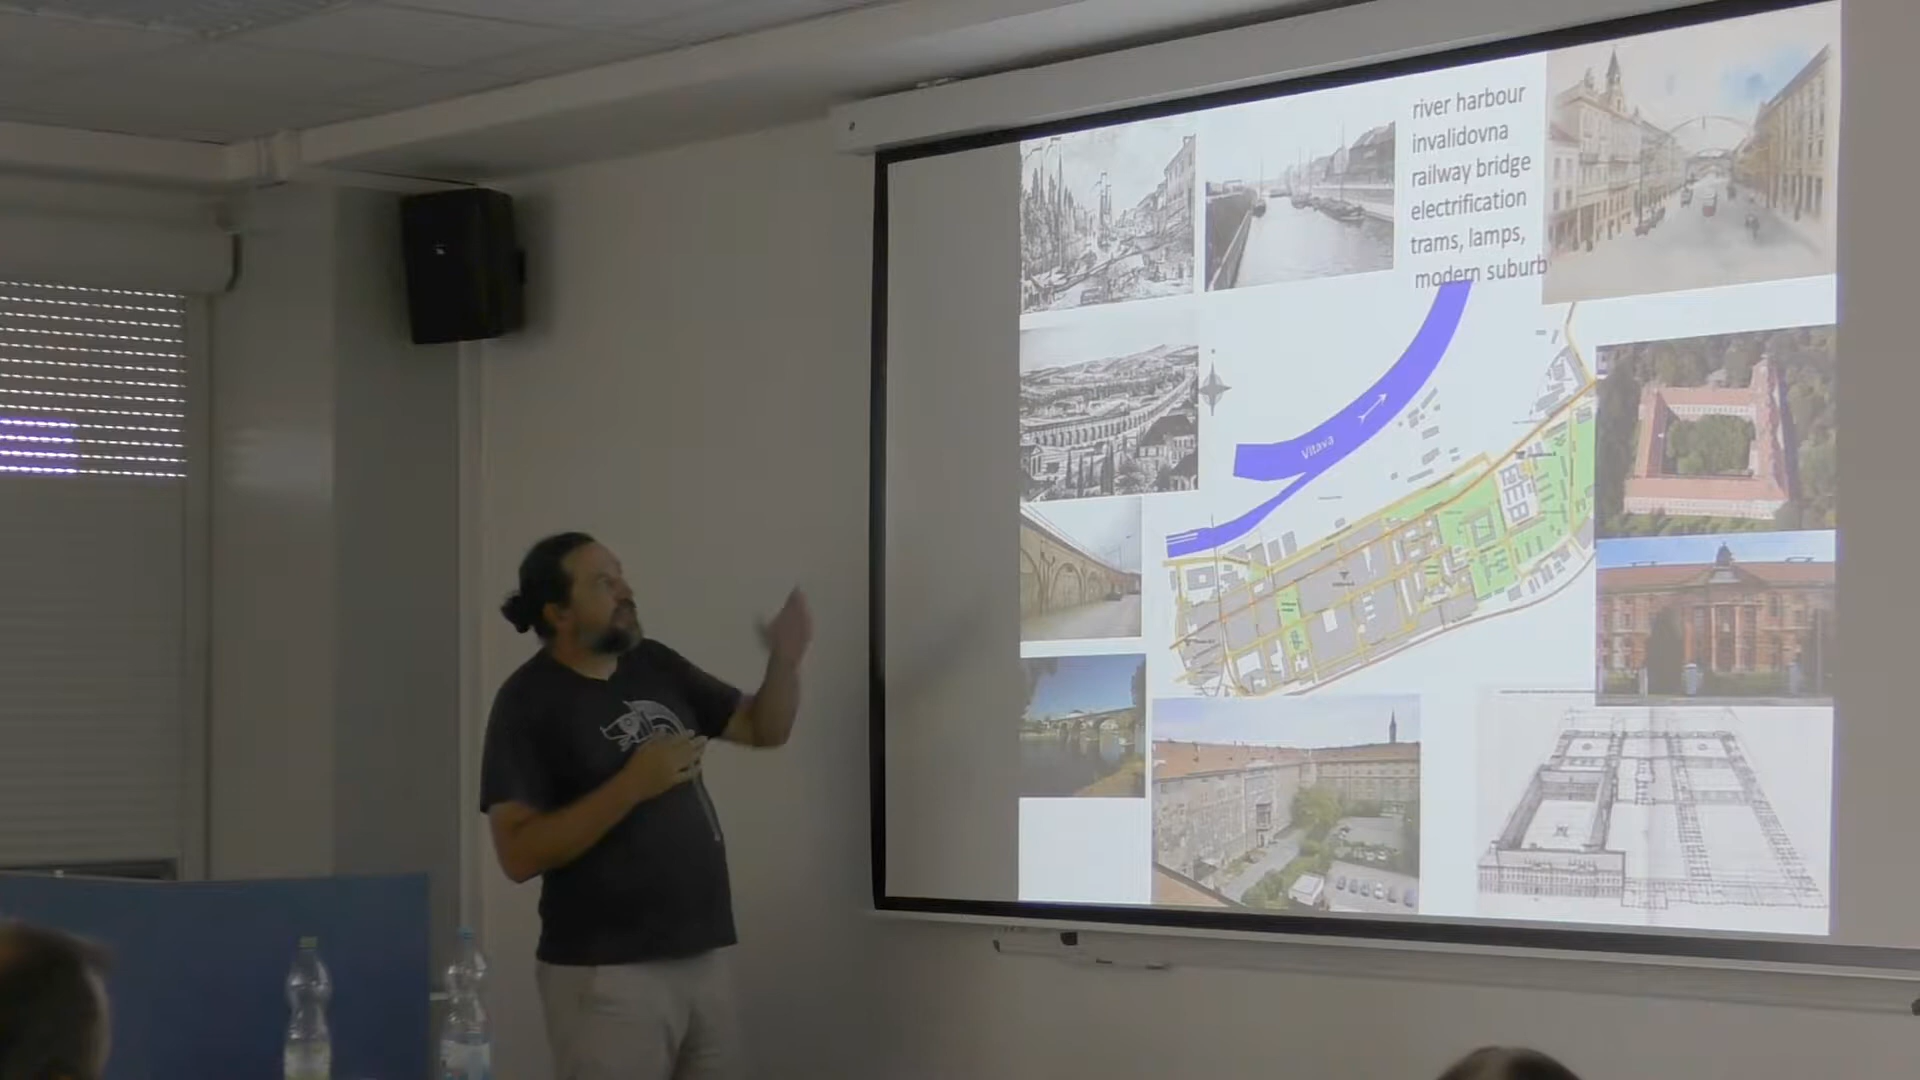 river harbour
invalidovna
railway bridge
electrification
trams, lamps,
modern suburb
Vltava